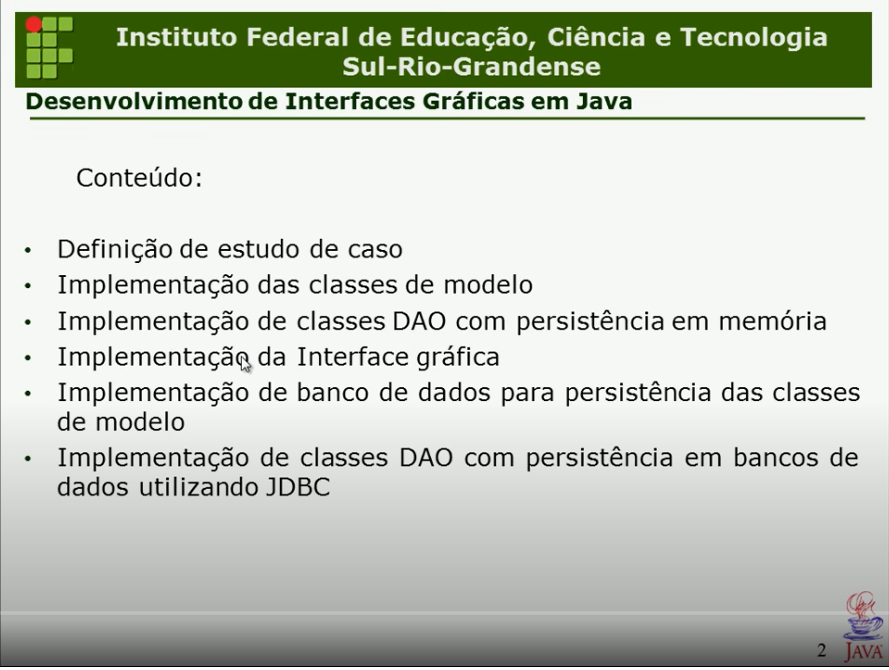 Instituto Federal de Educação, Ciência e Tecnologia
Sul-Rio-Grandense
Desenvolvimento de Interfaces Gráficas em Java
Conteúdo:
• Definição de estudo de caso
• Implementação das classes de modelo
• Implementação de classes DAO com persistência em memória
• Implementação da Interface gráfica
• Implementação de banco de dados para persistência das classes
de modelo
• Implementação de classes DAO com persistência em bancos de
dados utilizando JDBC
2
JAVA